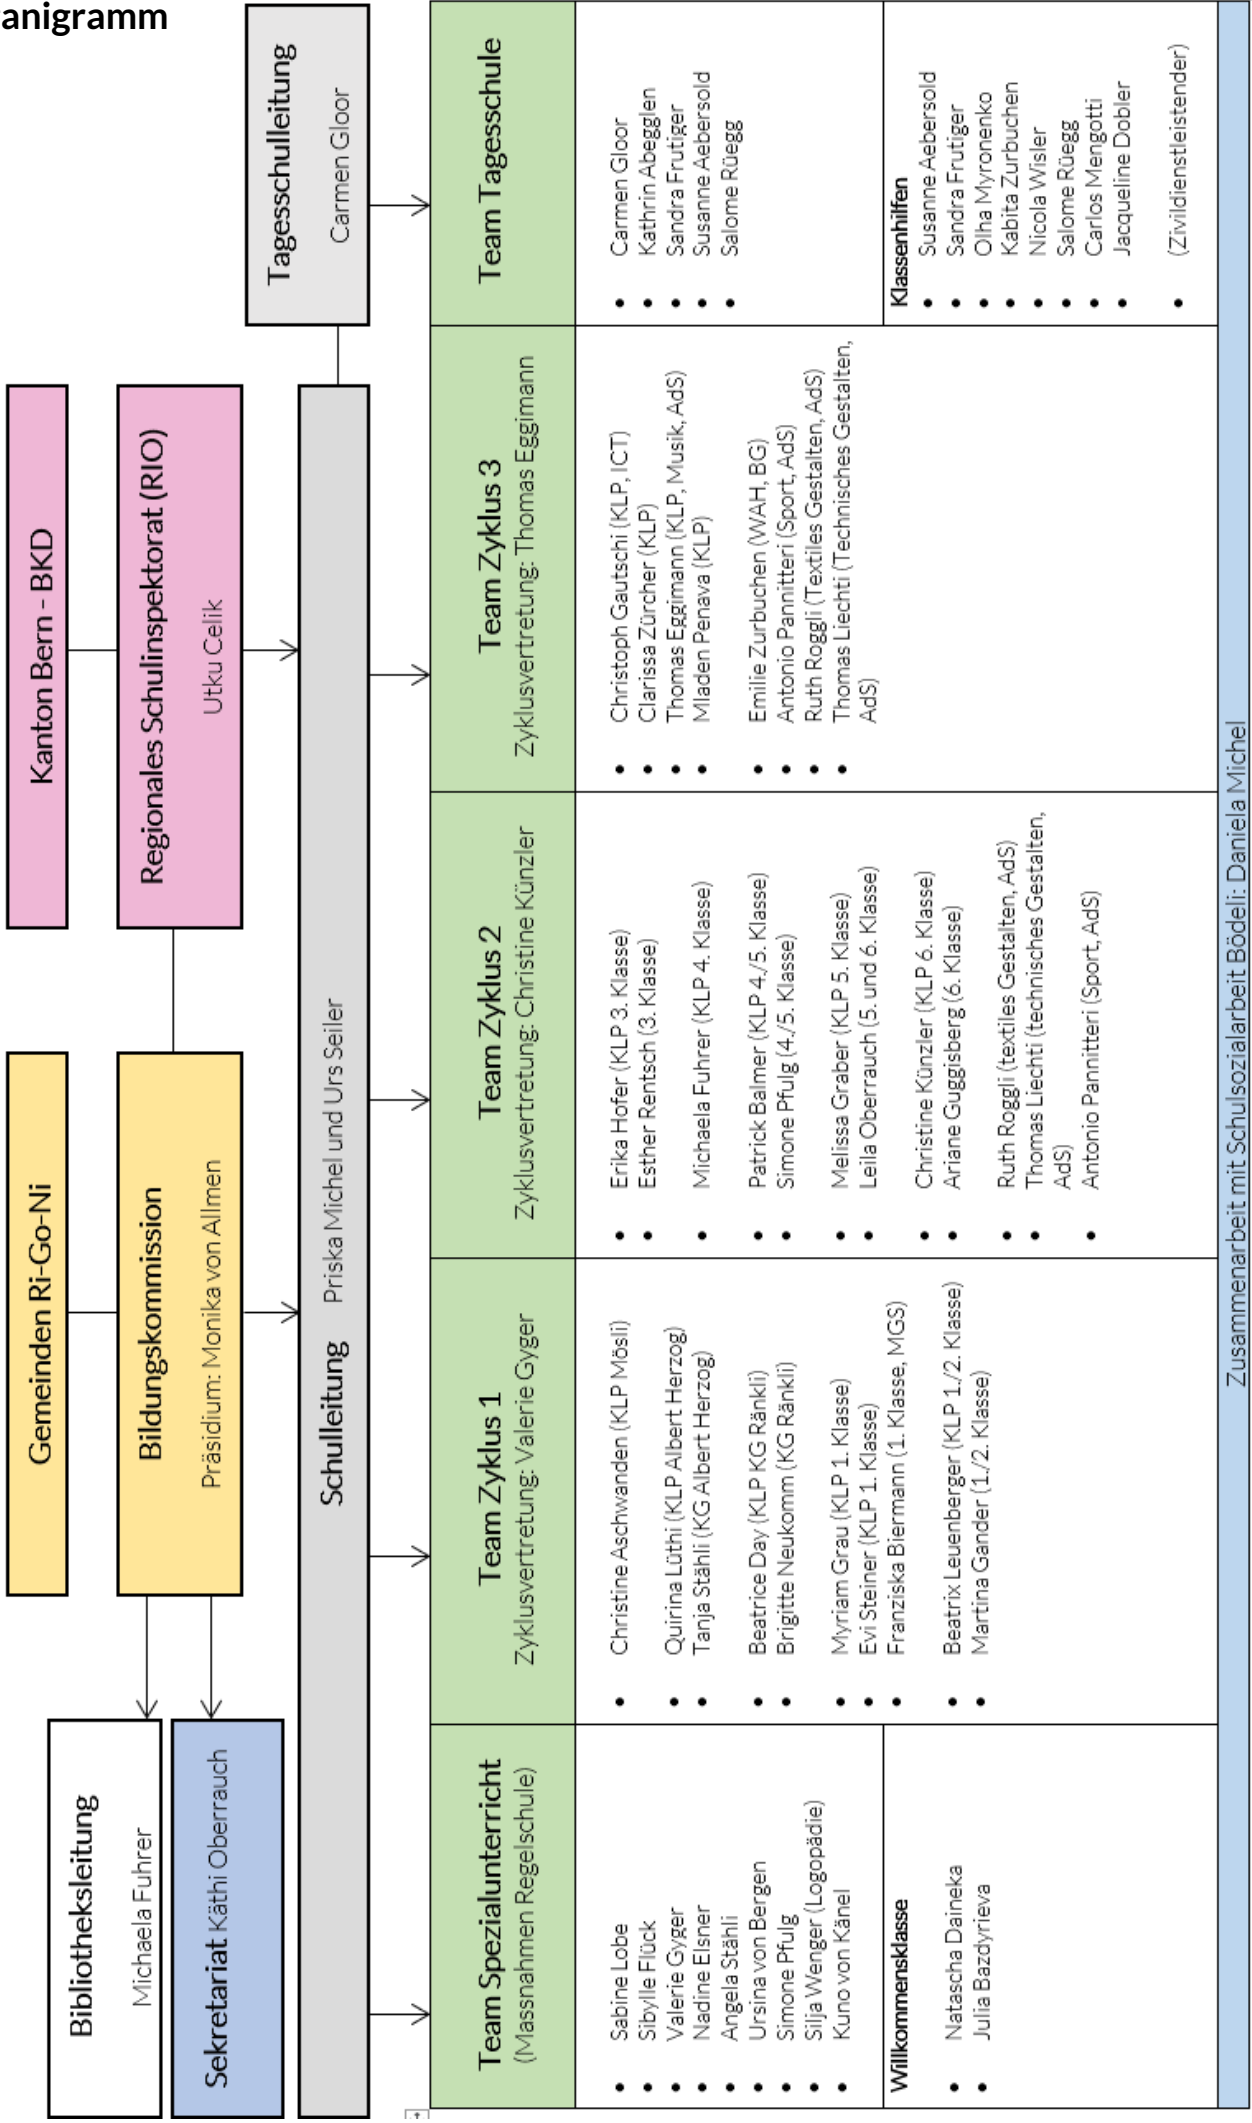 anigramm
Gemeinden Ri-Go-Ni
Kanton Bern - BKD
Bibliotheksleitung
Michaela Fuhrer
Bildungskommission
Präsidium: Monika von Allmen
Regionales Schulinspektorat (RIO)
Utku Celik
Sekretariat Käthi Oberrauch
Tagesschulleitung
Carmen Gloor
Schulleitung Priska Michel und Urs Seiler
Team Spezialunterricht
(Massnahmen Regelschule)
• Sabine Lobe
• Sibylle Flück
• Valerie Gyger
• Nadine Elsner
• Angela Stähli
• Ursina von Bergen
• Simone Pfulg
• Silja Wenger (Logopädie)
• Kuno von Känel
Willkommensklasse
• Natascha Daineka
• Julia Bazdyrieva
Team Zyklus 1
Zyklusvertretung: Valerie Gyger
• Christine Aschwanden (KLP Mösli)
• Quirina Lüthi (KLP Albert Herzog)
• Tanja Stähli (KG Albert Herzog)
• Beatrice Day (KLP KG Ränkli)
• Brigitte Neukomm (KG Ränkli)
• Myriam Grau (KLP 1. Klasse)
• Evi Steiner (KLP 1. Klasse)
• Franziska Biermann (1. Klasse, MGS)
• Beatrix Leuenberger (KLP 1./2. Klasse)
• Martina Gander (1./2. Klasse)
Team Zyklus 2
Zyklusvertretung: Christine Künzler
• Erika Hofer (KLP 3. Klasse)
• Esther Rentsch (3. Klasse)
• Michaela Fuhrer (KLP 4. Klasse)
• Patrick Balmer (KLP 4./5. Klasse)
• Simone Pfulg (4./5. Klasse)
• Melissa Graber (KLP 5. Klasse)
• Leila Oberrauch (5. und 6. Klasse)
• Christine Künzler (KLP 6. Klasse)
• Ariane Guggisberg (6. Klasse)
• Ruth Roggli (textiles Gestalten, AdS)
• Thomas Liechti (technisches Gestalten,
AdS)
• Antonio Pannitteri (Sport, AdS)
Team Zyklus 3
Zyklusvertretung: Thomas Eggimann
• Christoph Gautschi (KLP, ICT)
• Clarissa Zürcher (KLP)
• Thomas Eggimann (KLP, Musik, AdS)
• Mladen Penava (KLP)
• Emilie Zurbuchen (WAH, BG)
• Antonio Pannitteri (Sport, AdS)
• Ruth Roggli (Textiles Gestalten, AdS)
• Thomas Liechti (Technisches Gestalten,
AdS)
Team Tagesschule
• Carmen Gloor
• Kathrin Abegglen
• Sandra Frutiger
• Susanne Aebersold
• Salome Rüegg
Klassenhilfen
• Susanne Aebersold
• Sandra Frutiger
• Olha Myronenko
• Kabita Zurbuchen
• Nicola Wisler
• Salome Rüegg
• Carlos Mengotti
• Jacqueline Dobler
• (Zivildienstleistender)
Zusammenarbeit mit Schulsozialarbeit Bödeli: Daniela Michel